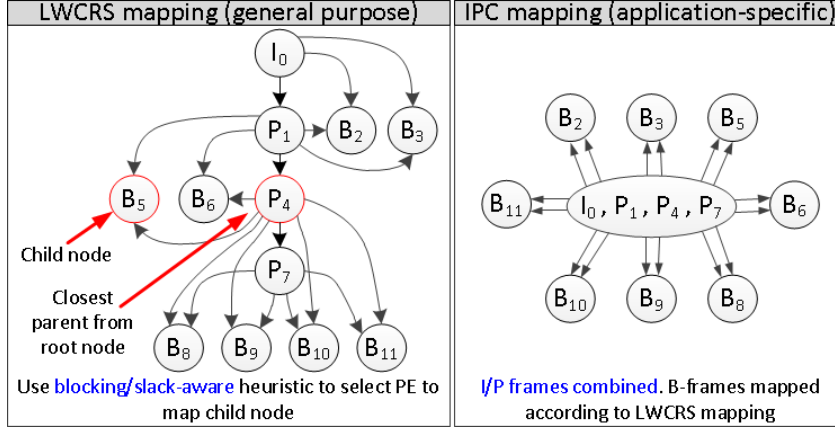 LWCRS mapping (general purpose)
I0
P1
B2
B3
B5
B6
P4
Child node
Closest
parent from
root node
P7
B8
B9
B10
B11
Use blocking/slack-aware heuristic to select PE to
map child node
IPC mapping (application-specific)
B2
B3
B5
B11
I0 , P1 , P4 , P7
B6
B10
B9
B8
I/P frames combined. B-frames mapped
according to LWCRS mapping